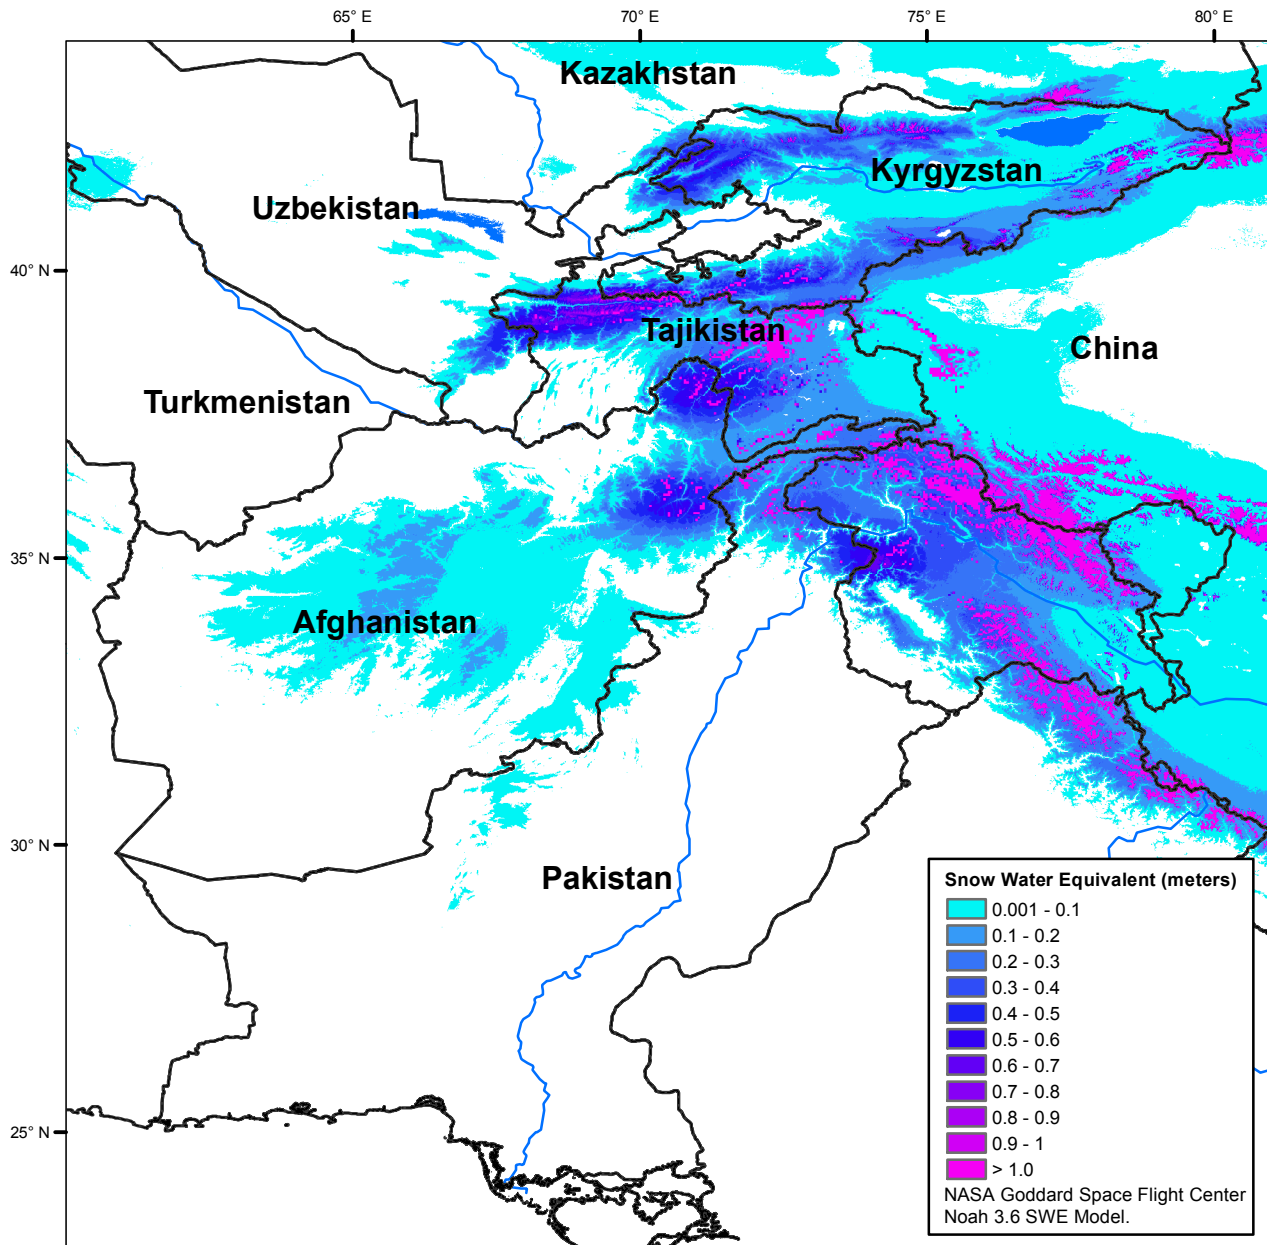 65° E 70° E 75° E 80° E
Kazakhstan
Kyrgyzstan
Uzbekistan
40° N
Tajikistan
China
Turkmenistan
35° N
Afghanistan
30° N
Pakistan
25° N
Snow Water Equivalent (meters)
0.001 - 0.1
0.1 - 0.2
0.2 - 0.3
0.3 - 0.4
0.4 - 0.5
0.5 - 0.6
0.6 - 0.7
0.7 - 0.8
0.8 - 0.9
0.9 - 1
> 1.0
NASA Goddard Space Flight Center
Noah 3.6 SWE Model.